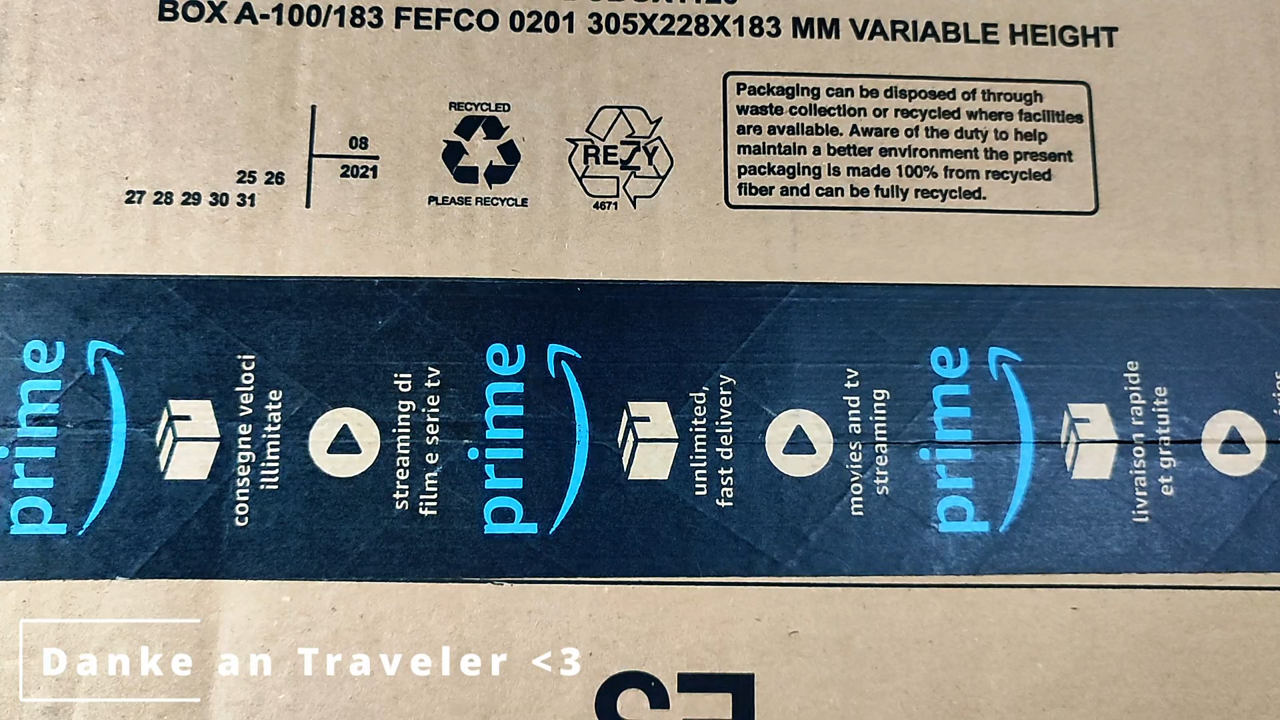 BOX A-100/183 FEFCO 0201 305X228X183 MM VARIABLE HEIGHT
25 26
27 28 29 30 31
08
2021
RECYCLED
PLEASE RECYCLE
REZY
4671
Packaging can be disposed of through
waste collection or recycled where facilities
are available. Aware of the duty to help
maintain a better environment the present
packaging is made 100% from recycled
fiber and can be fully recycled.
prime
consegne veloci
illimitate
streaming di
film e serie tv
prime
unlimited,
fast delivery
movies and tv
streaming
prime
livraison rapide
et gratuite
Danke an Traveler <3